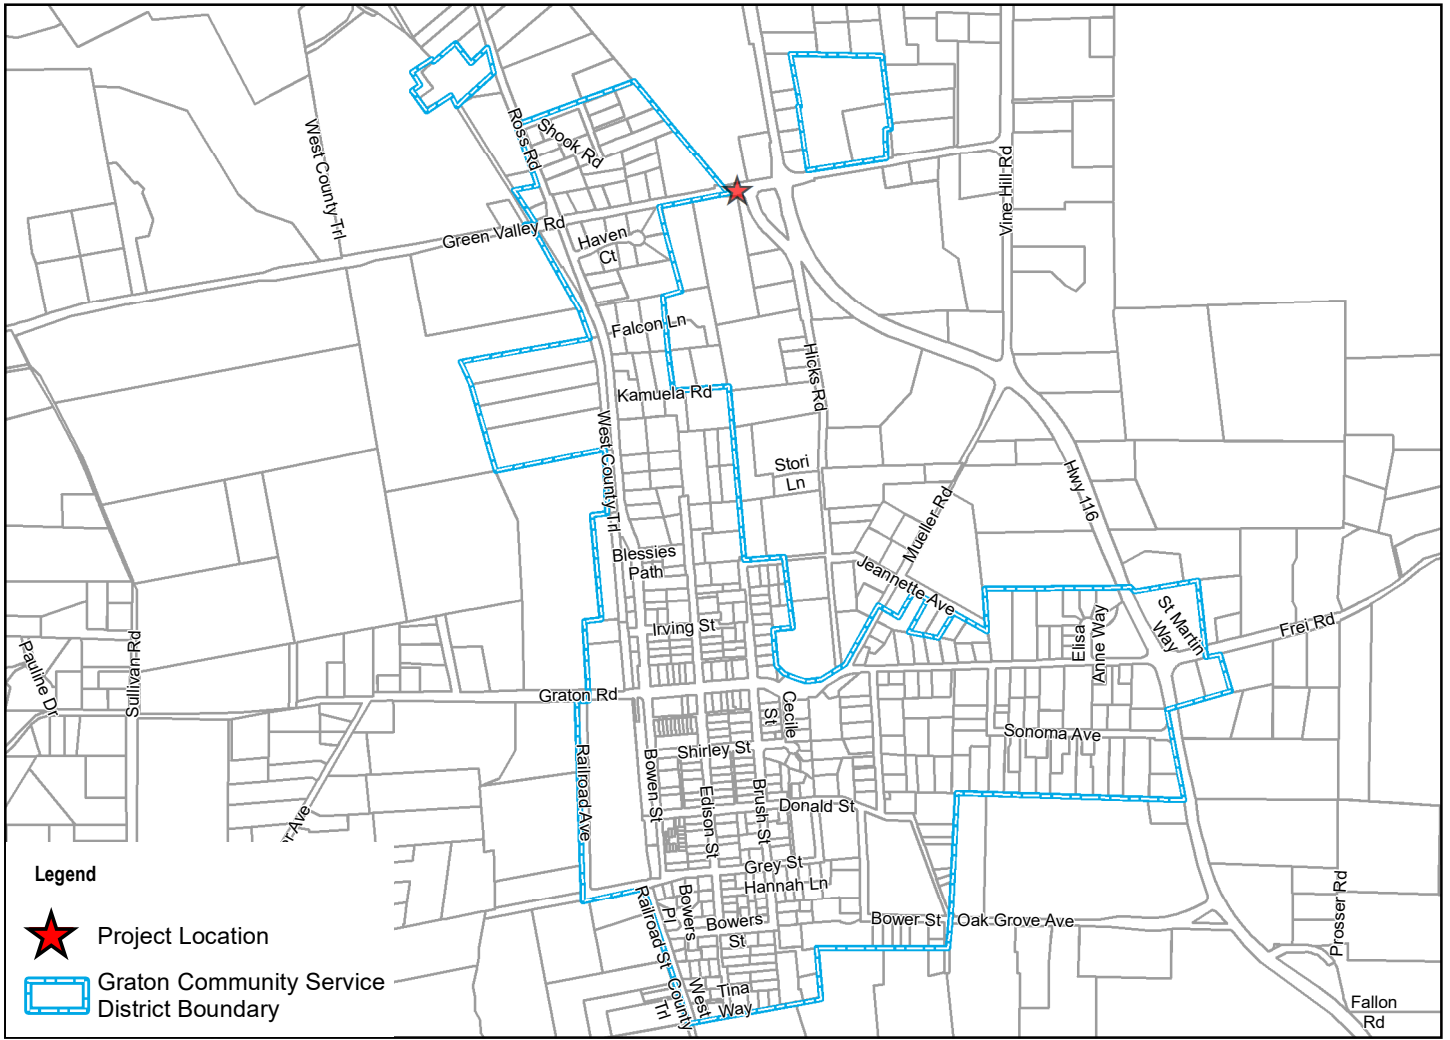 Ross Rd
Shook Rd
West County Trl
Vine Hill Rd
Green Valley Rd
Haven
Ct
Falcon Ln
Hicks Rd
Kamuela Rd
West County Trl
Stori
Ln
Hwy 116
Mueller Rd
Blessies
Path
Jeannette Ave
Irving St
Elisa
Anne Way
St Martin
Way
Frei Rd
Pauline Dr
Sullivan Rd
Graton Rd
Cecile
St
Sonoma Ave
Shirley St
Railroad Ave
Bowen St
Edison St
Brush St
Donald St
er Ave
Grey St
Hannah Ln
Bowers
Pl
Bowers
St
Bower St
Oak Grove Ave
Prosser Rd
Railroad St
West
County
Trl
Tina
Way
Fallon
Rd
Legend
Project Location
Graton Community Service
District Boundary